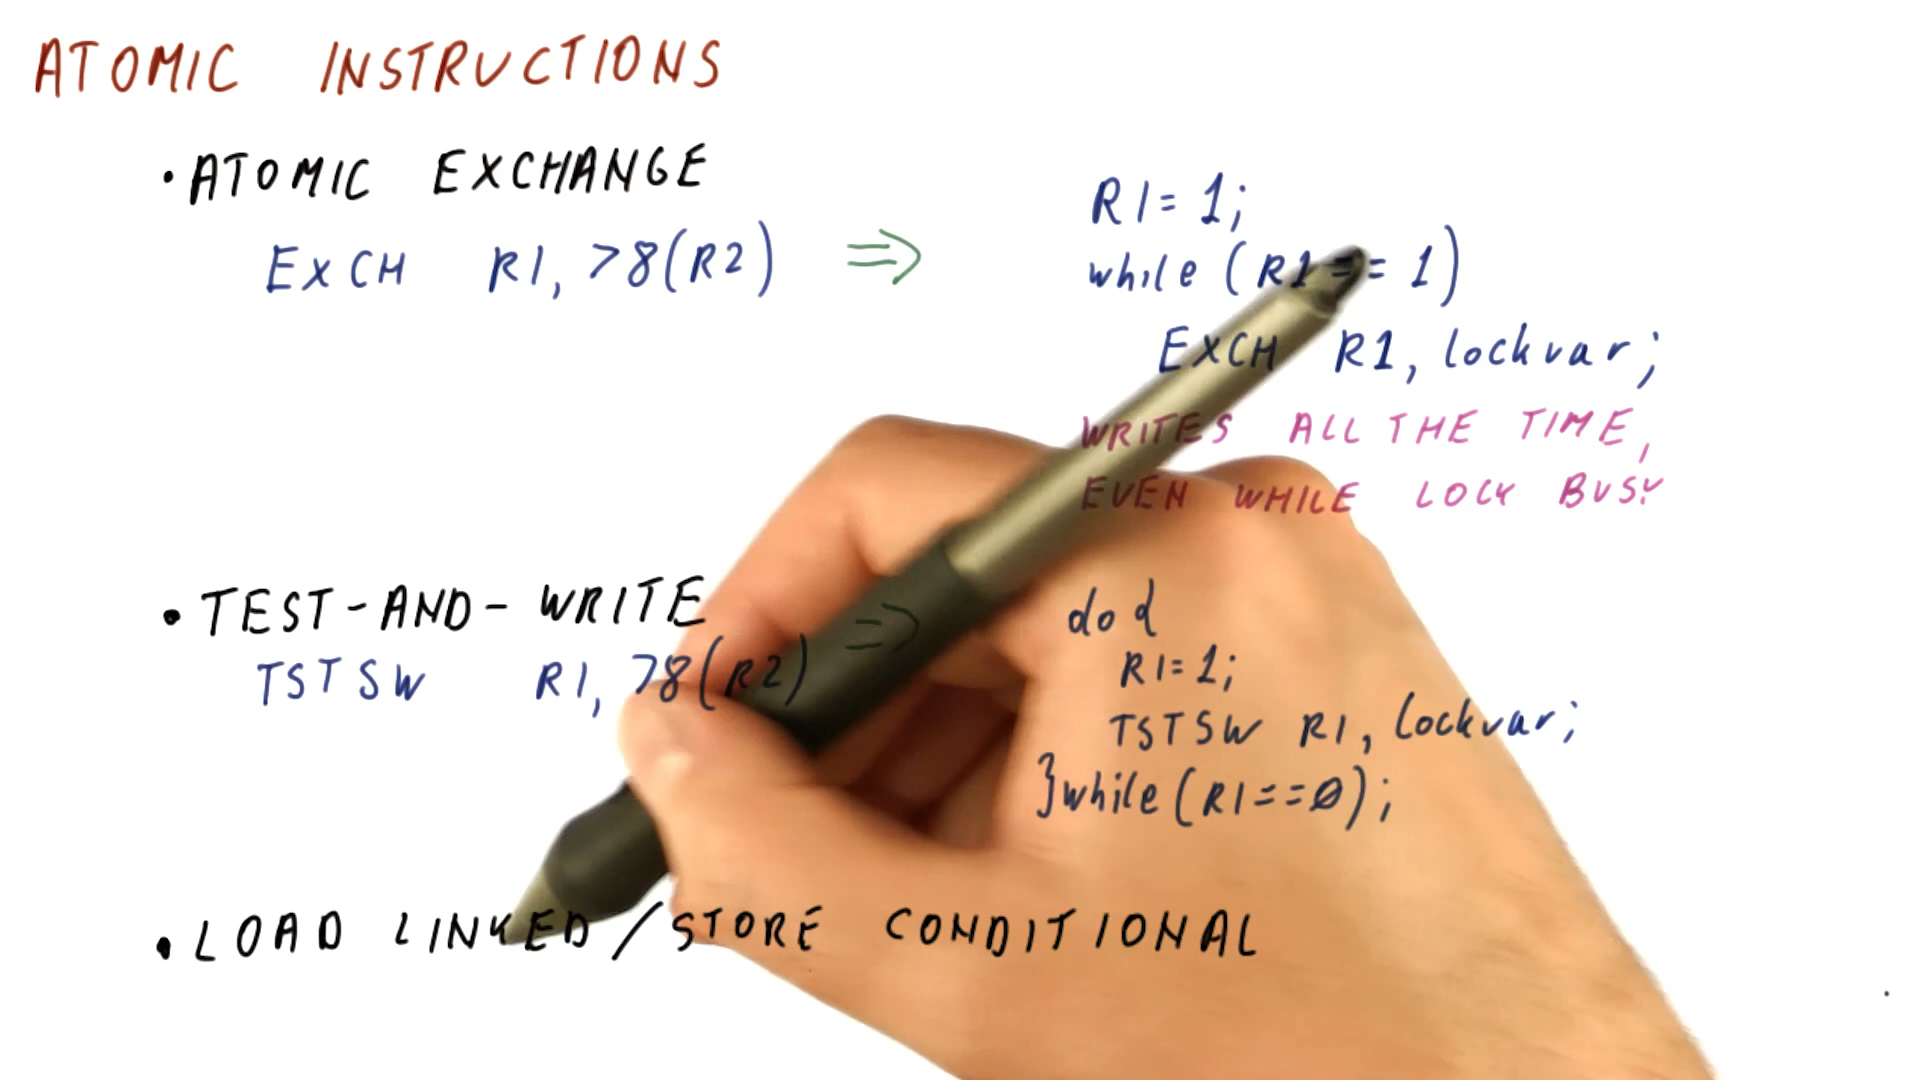 ATOMIC INSTRUCTIONS
• ATOMIC EXCHANGE
EXCH R1, 78(R2) ⇒
R1= 1;
while (R1 == 1)
EXCH R1, lockvar;
WRITES ALL THE TIME,
EVEN WHILE LOCK BUSY
• TEST-AND-WRITE
TSTSW R1, 78(R2) ⇒
do {
R1=1;
TSTSW R1, lockvar;
}while(R1==0);
• LOAD LINKED/STORE CONDITIONAL